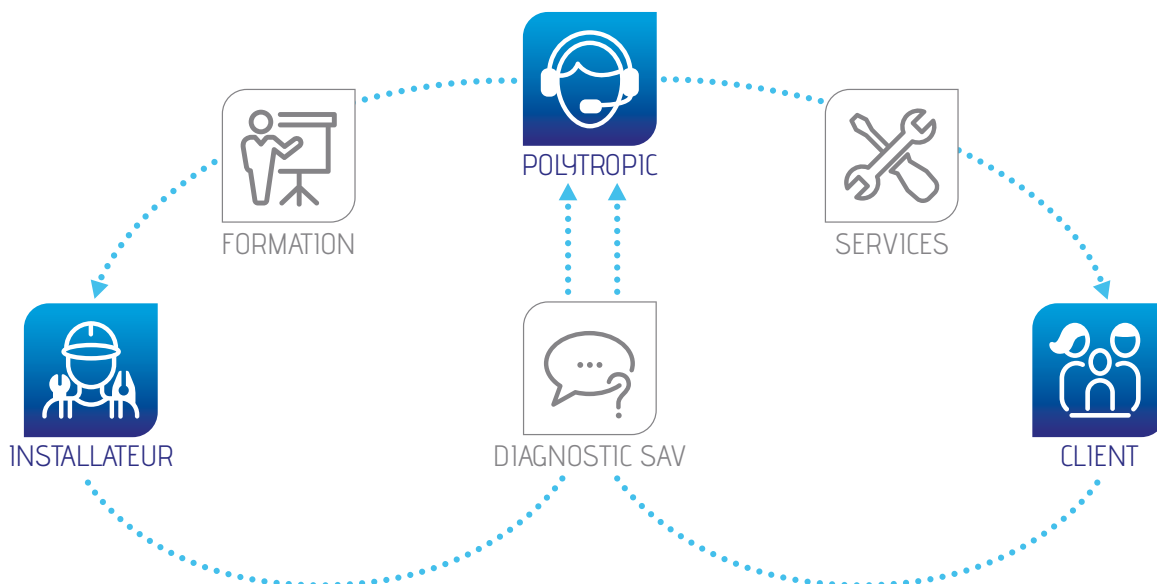 POLYTROPIC
FORMATION
SERVICES
INSTALLATEUR
DIAGNOSTIC SAV
CLIENT